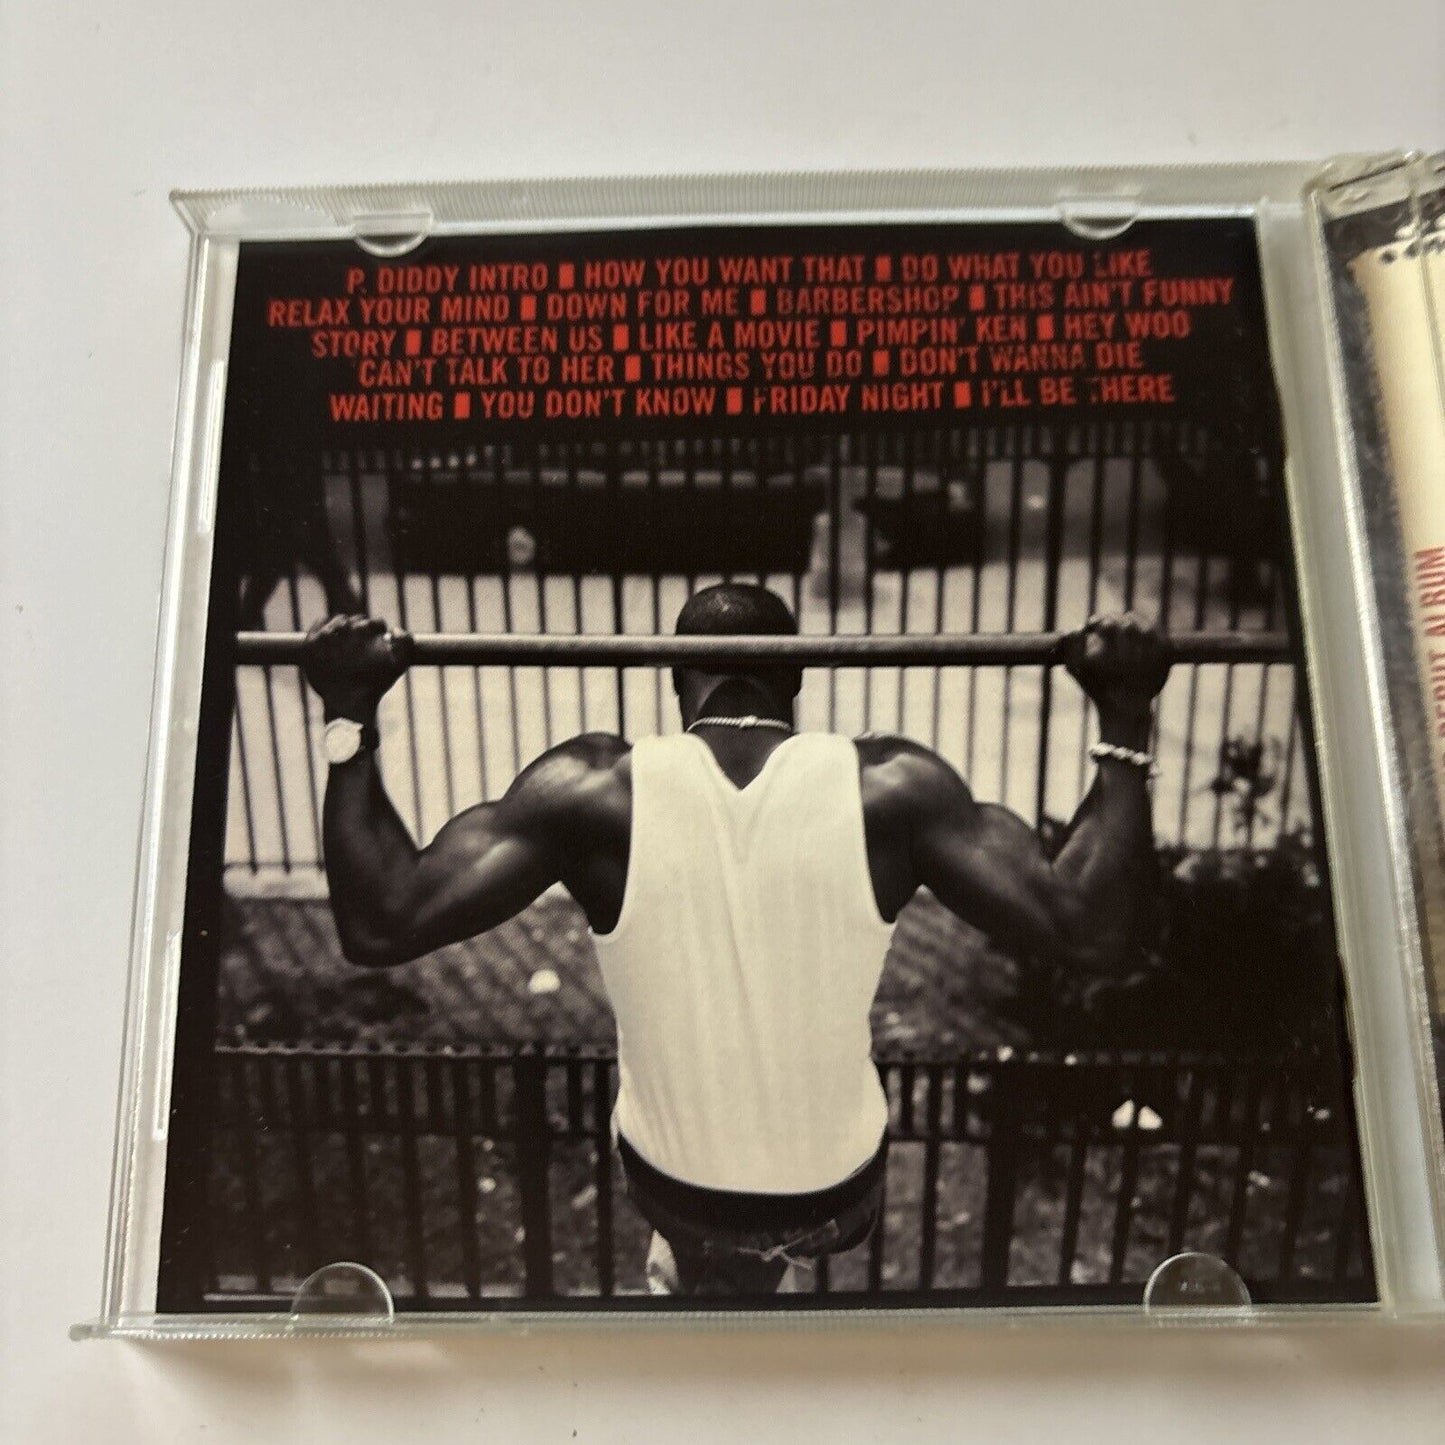 P. DIDDY INTRO ■ HOW YOU WANT THAT ■ DO WHAT YOU LIKE
RELAX YOUR MIND ■ DOWN FOR ME ■ BARBERSHOP ■ THIS AIN'T FUNNY
STORY ■ BETWEEN US ■ LIKE A MOVIE ■ PIMPIN' KEN ■ HEY WOO
CAN'T TALK TO HER ■ THINGS YOU DO ■ DON'T WANNA DIE
WAITING ■ YOU DON'T KNOW ■ FRIDAY NIGHT ■ I'LL BE THERE
DEBUT ALBUM